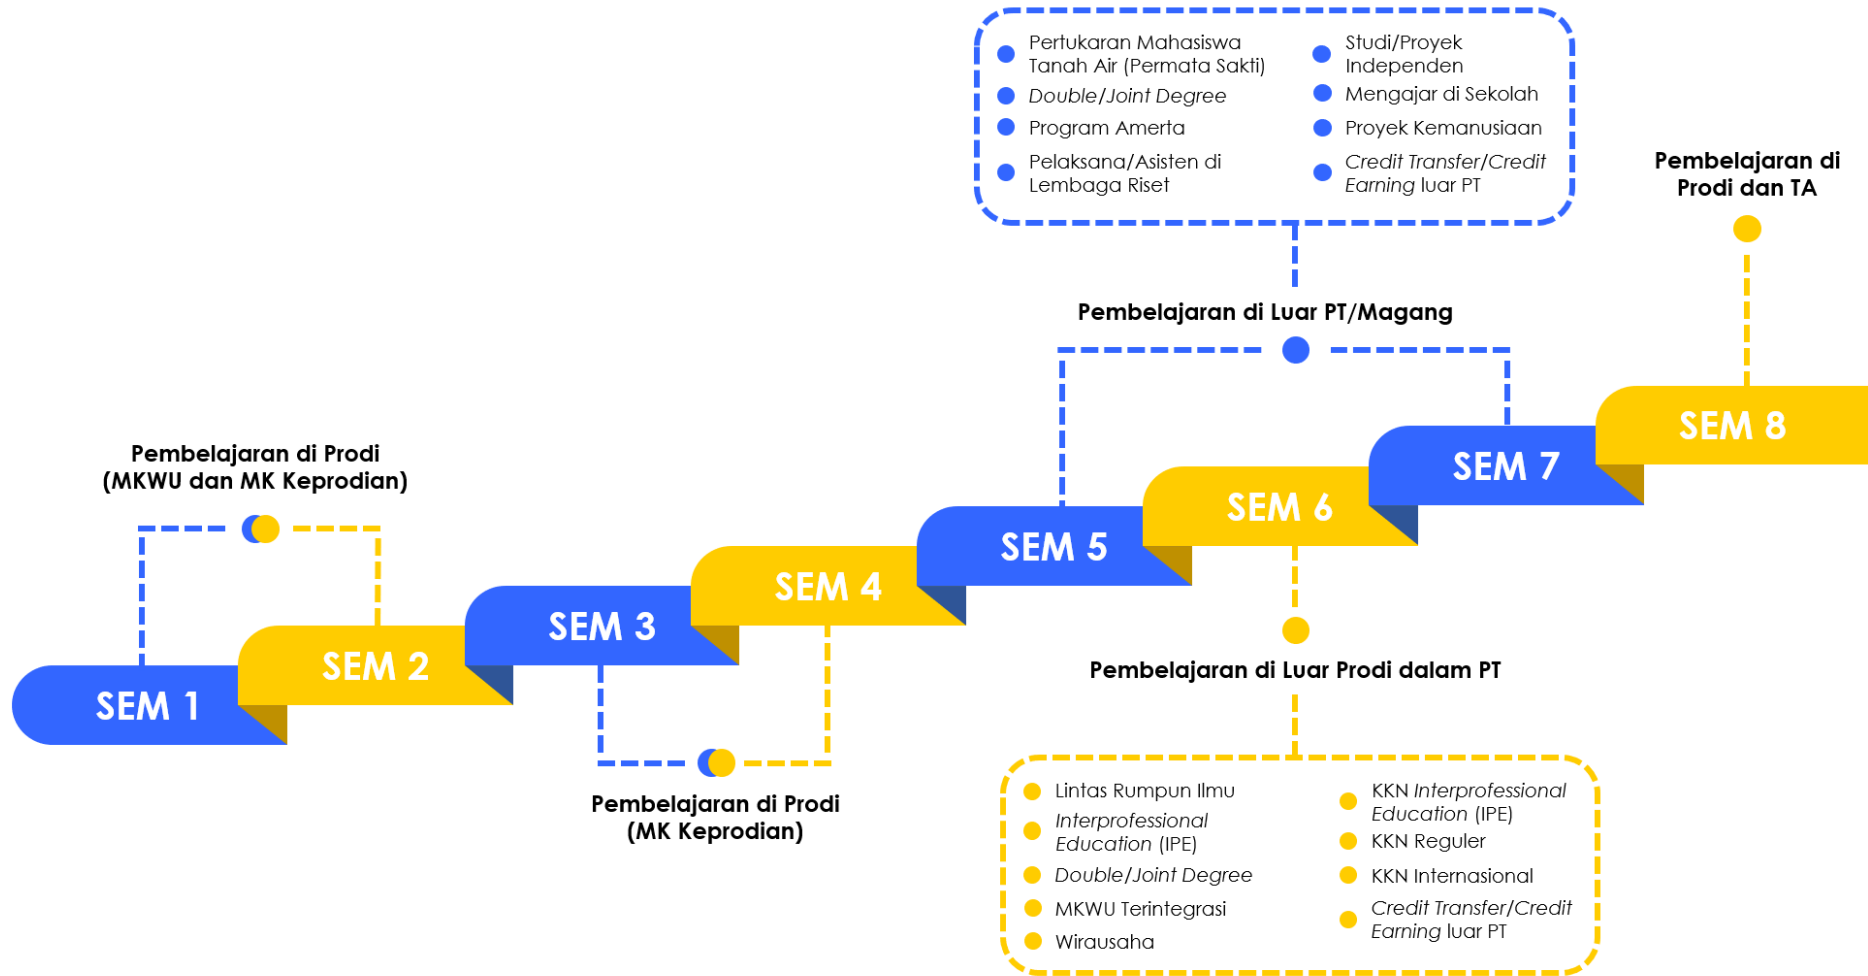 Pertukaran Mahasiswa
Tanah Air (Permata Sakti)
Double/Joint Degree
Program Amerta
Pelaksana/Asisten di
Lembaga Riset
Studi/Proyek
Independen
Mengajar di Sekolah
Proyek Kemanusiaan
Credit Transfer/Credit
Earning luar PT
Pembelajaran di
Prodi dan TA
Pembelajaran di Luar PT/Magang
Pembelajaran di Prodi
(MKWU dan MK Keprodian)
SEM 1
SEM 2
SEM 3
SEM 4
SEM 5
SEM 6
SEM 7
SEM 8
Pembelajaran di Prodi
(MK Keprodian)
Pembelajaran di Luar Prodi dalam PT
Lintas Rumpun Ilmu
Interprofessional
Education (IPE)
Double/Joint Degree
MKWU Terintegrasi
Wirausaha
KKN Interprofessional
Education (IPE)
KKN Reguler
KKN Internasional
Credit Transfer/Credit
Earning luar PT